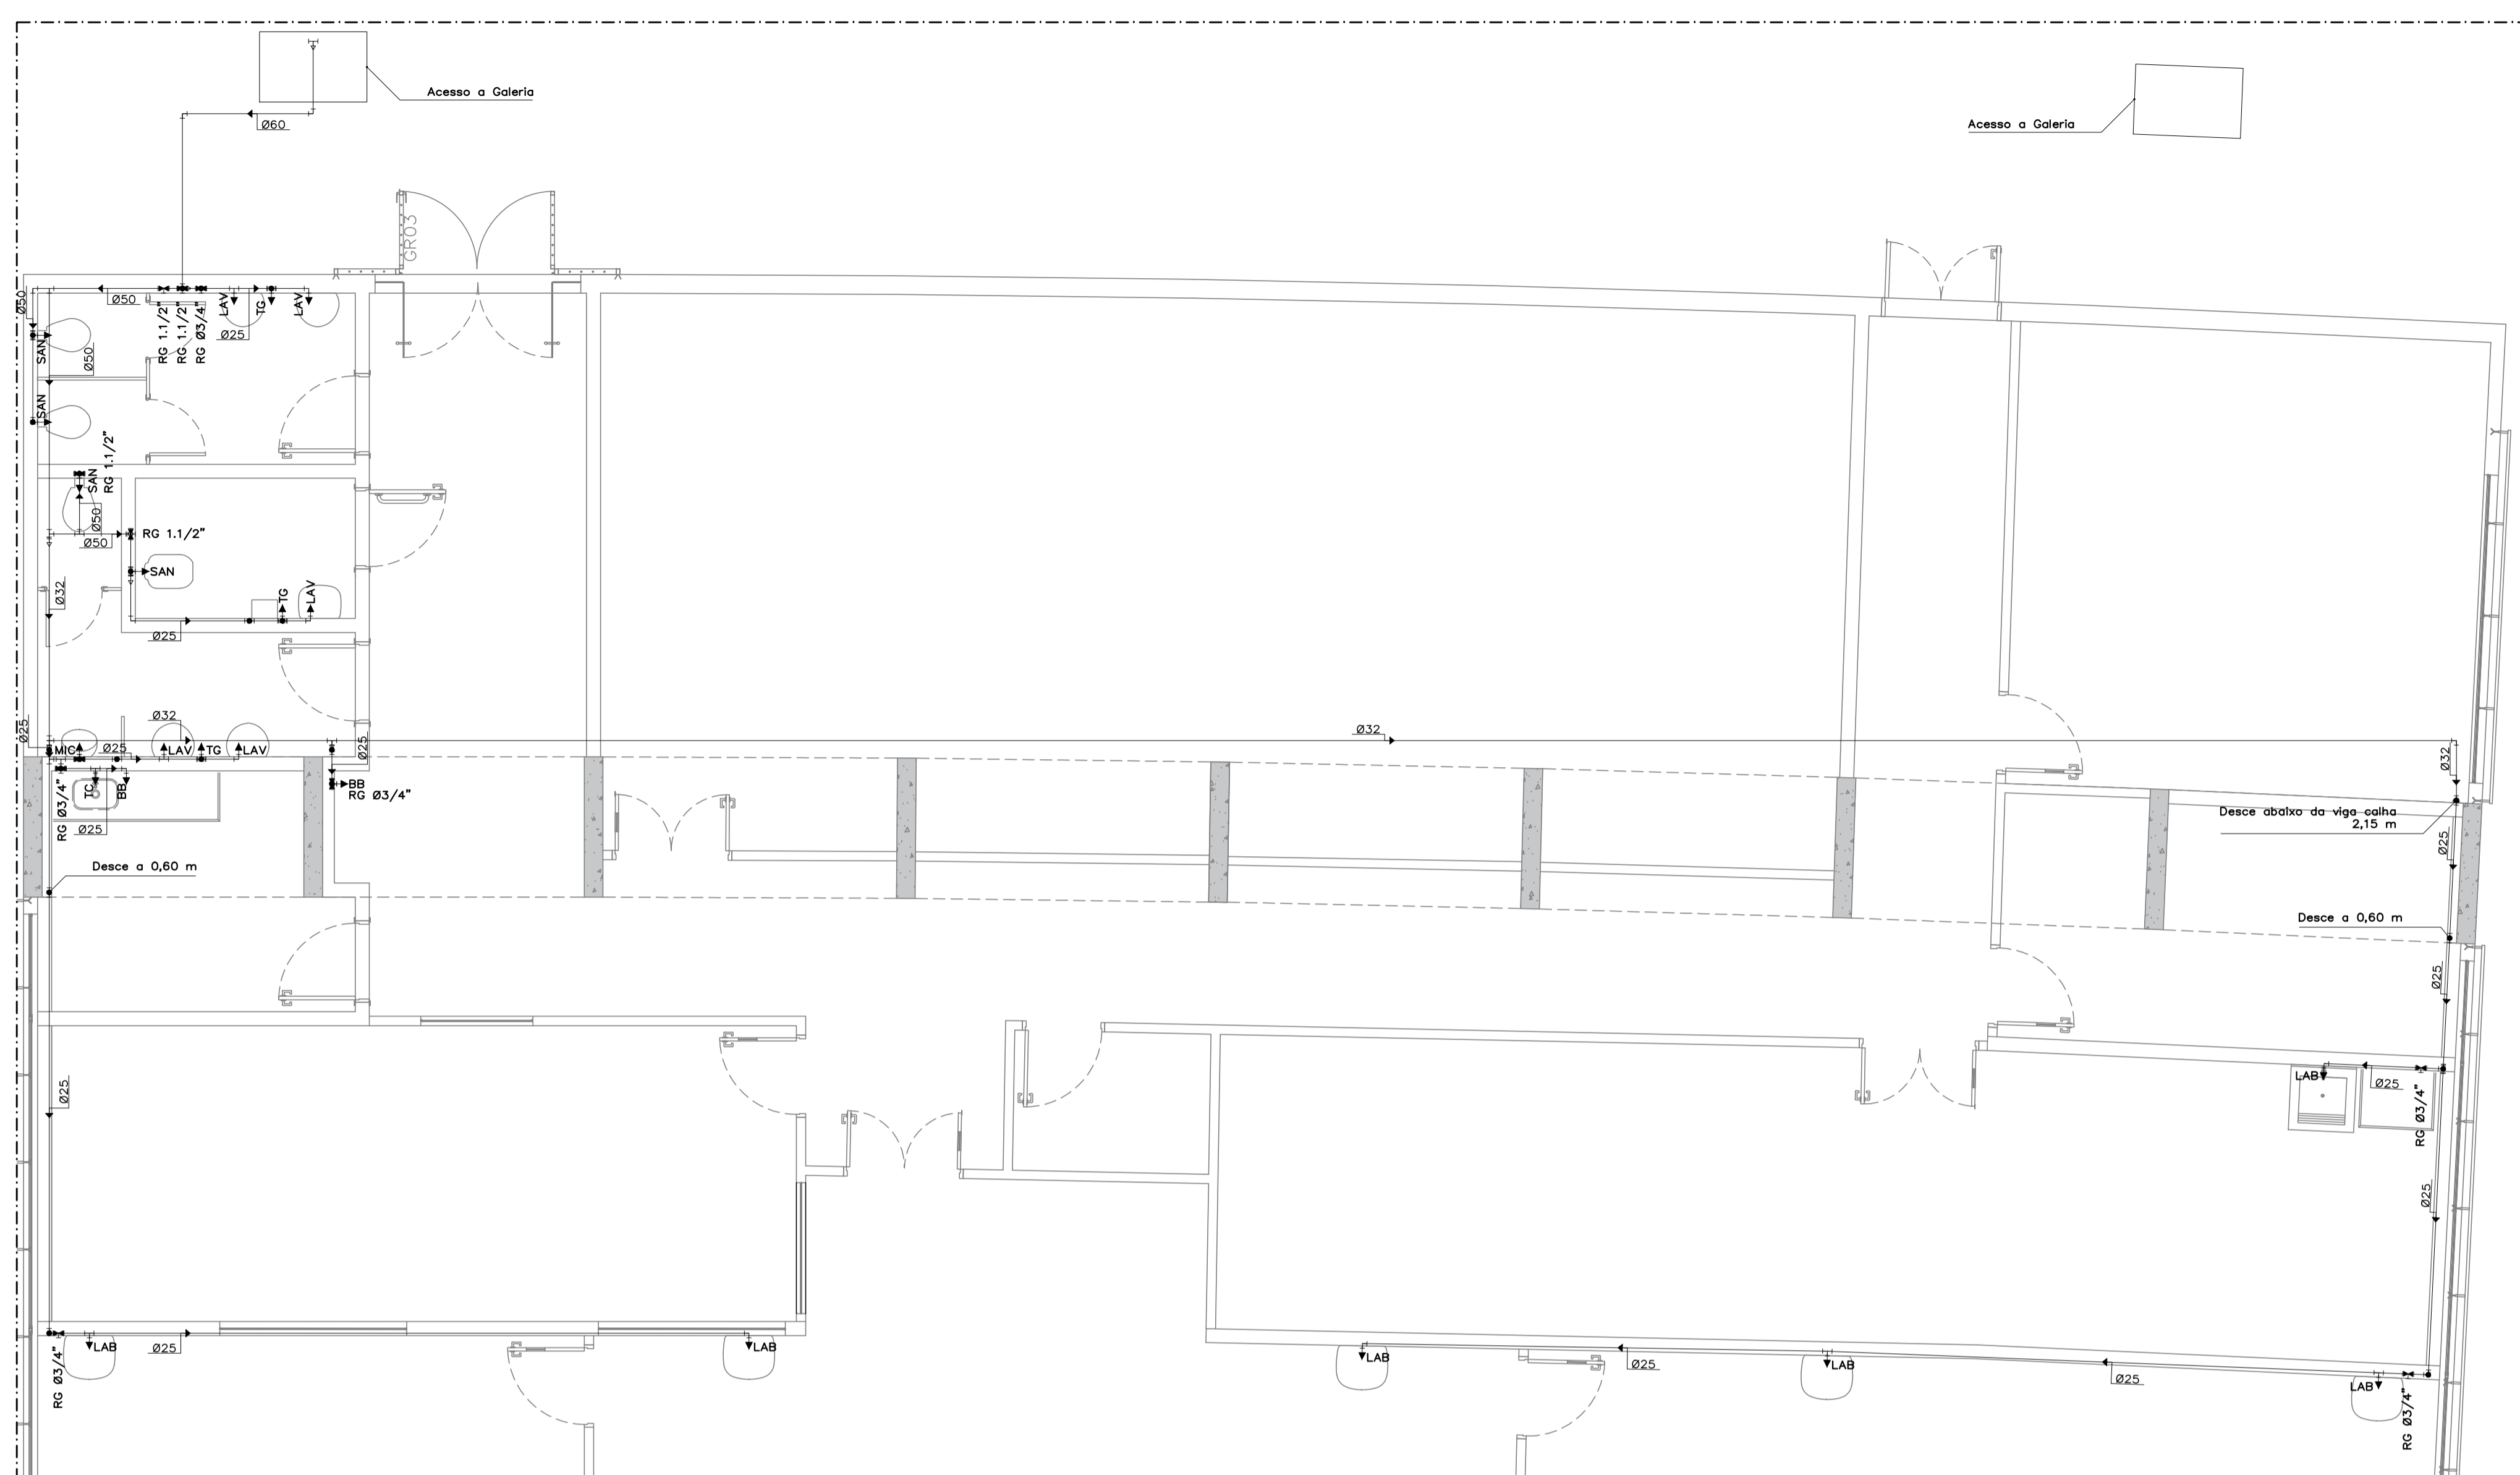 Acesso a Galeria
Ø60
Acesso a Galeria
GR03
Ø50
Ø50
RG 1.1/2"
RG 1.1/2"
RG Ø3/4"
LAV
Ø25
TG
LAV
SAN
Ø50
SAN
SAN
RG 1.1/2"
Ø50
Ø50
RG 1.1/2"
SAN
Ø32
TG
LAV
Ø25
Ø25
Ø32
MIC
Ø25
LAV
TG
LAV
Ø25
Ø32
Ø32
RG Ø3/4"
TC
BB
Ø25
BB
RG Ø3/4"
Desce abaixo da viga calha
2,15 m
Ø25
Desce a 0,60 m
Desce a 0,60 m
Ø25
Ø25
LAB
Ø25
RG Ø3/4"
Ø25
RG Ø3/4"
LAB
Ø25
LAB
LAB
Ø25
LAB
Ø25
LAB
RG Ø3/4"